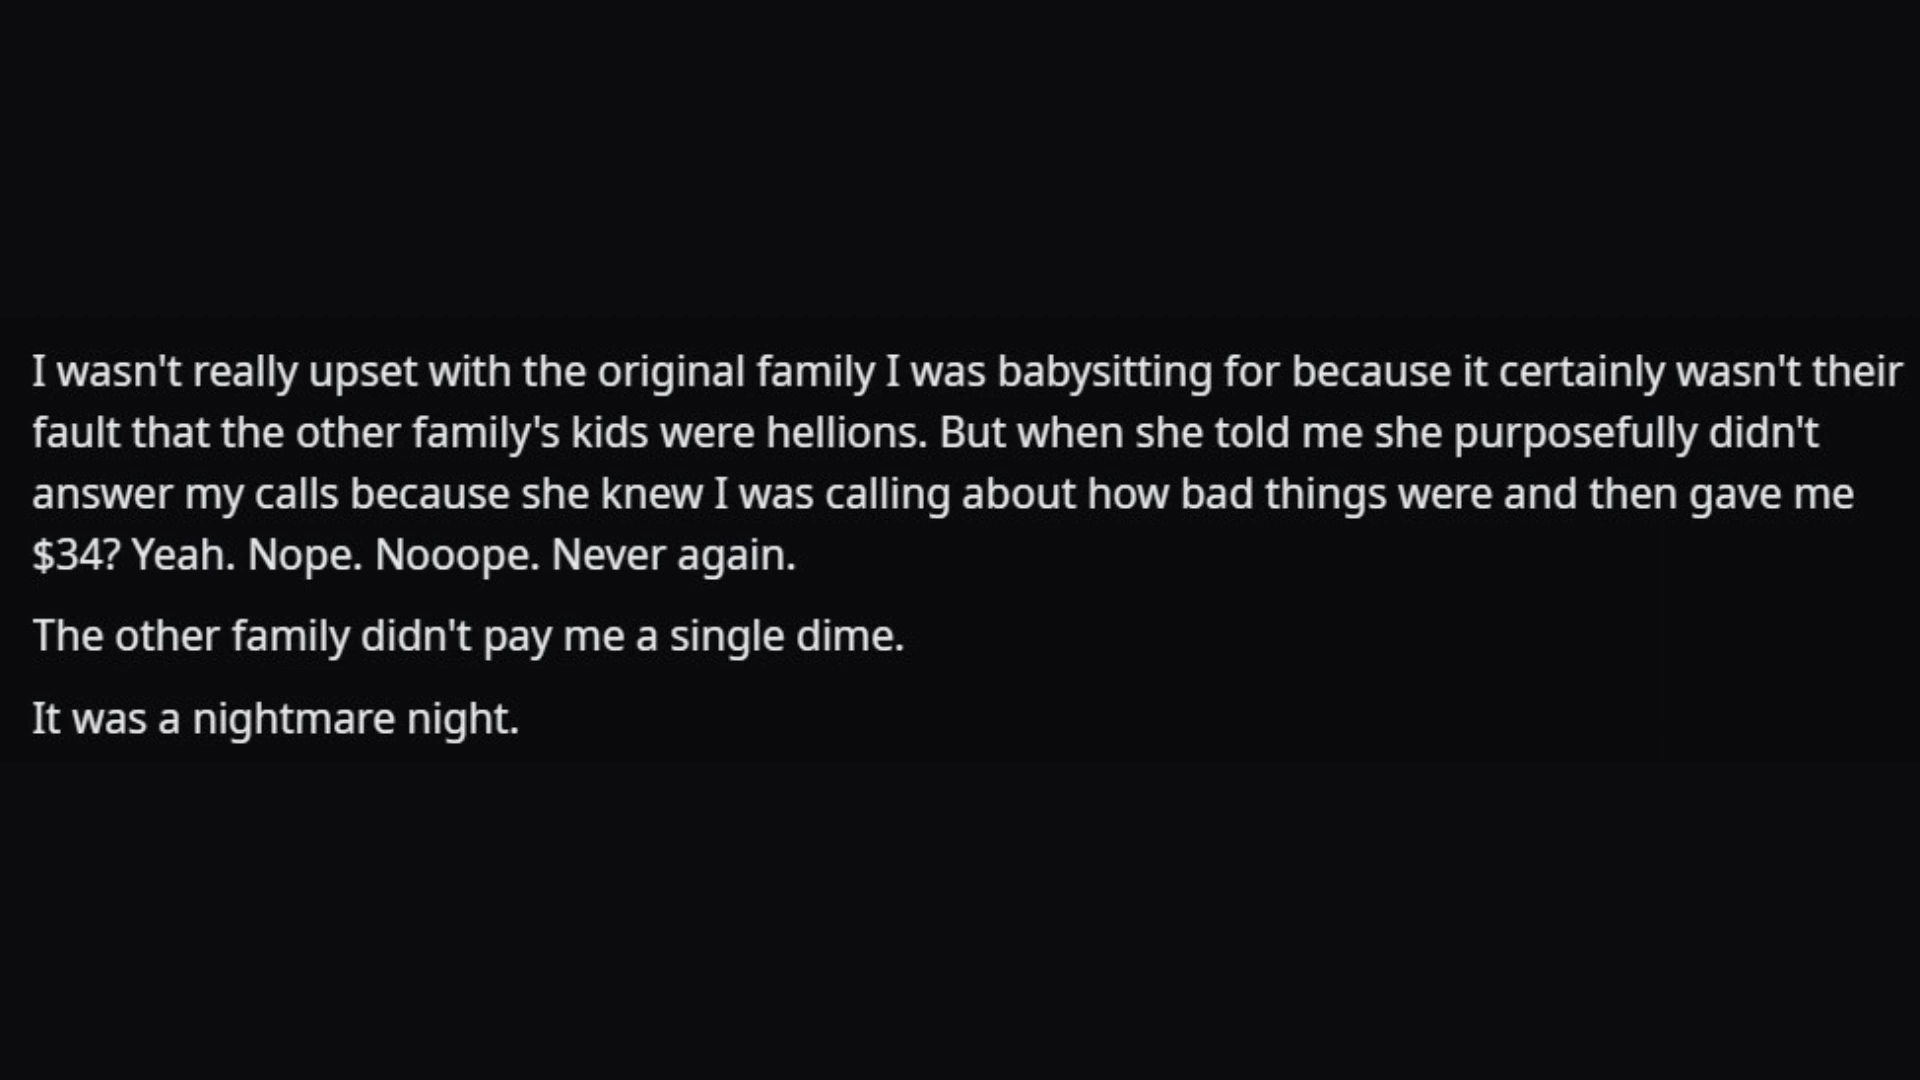 I wasn't really upset with the original family I was babysitting for because it certainly wasn't their
fault that the other family's kids were hellions. But when she told me she purposefully didn't
answer my calls because she knew I was calling about how bad things were and then gave me
$34? Yeah. Nope. Nooope. Never again.
The other family didn't pay me a single dime.
It was a nightmare night.